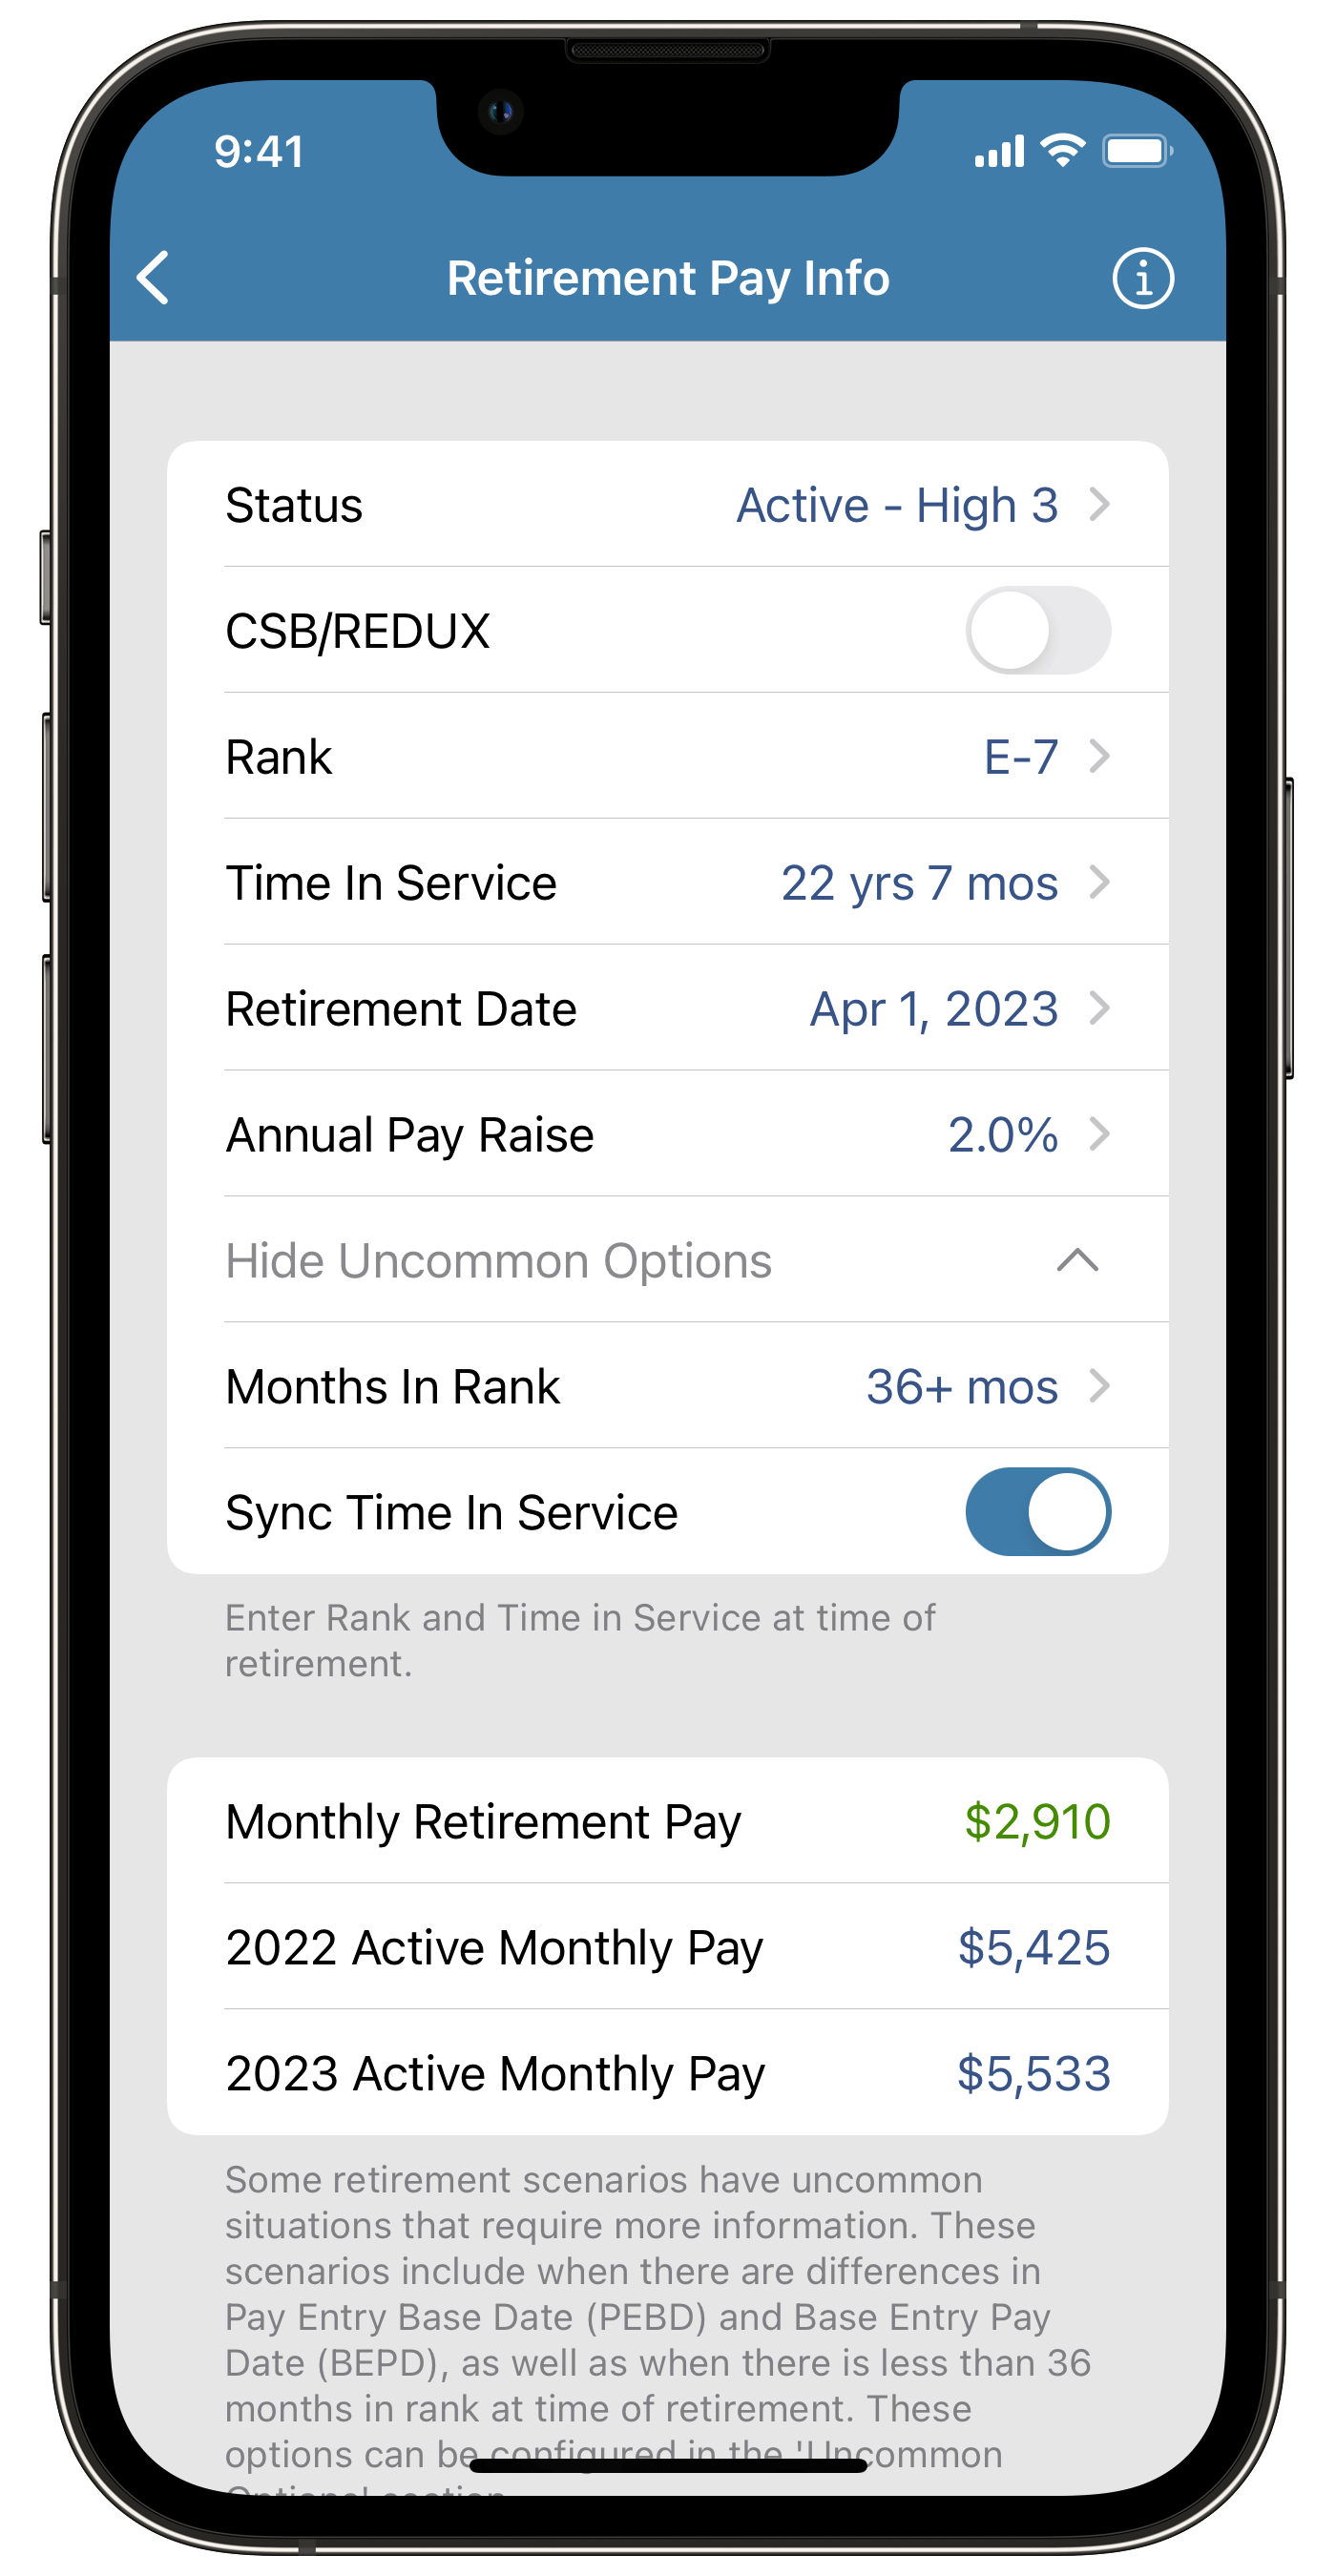 9:41
Retirement Pay Info
Status Active - High 3
CSB/REDUX
Rank E-7
Time In Service 22 yrs 7 mos
Retirement Date Apr 1, 2023
Annual Pay Raise 2.0%
Hide Uncommon Options
Months In Rank 36+ mos
Sync Time In Service
Enter Rank and Time in Service at time of
retirement.
Monthly Retirement Pay $2,910
2022 Active Monthly Pay $5,425
2023 Active Monthly Pay $5,533
Some retirement scenarios have uncommon
situations that require more information. These
scenarios include when there are differences in
Pay Entry Base Date (PEBD) and Base Entry Pay
Date (BEPD), as well as when there is less than 36
months in rank at time of retirement. These
options can be configured in the 'Uncommon
Options' section